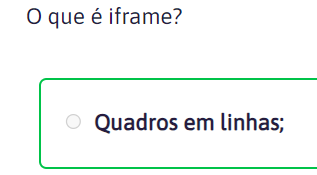 O que é iframe?
Quadros em linhas;